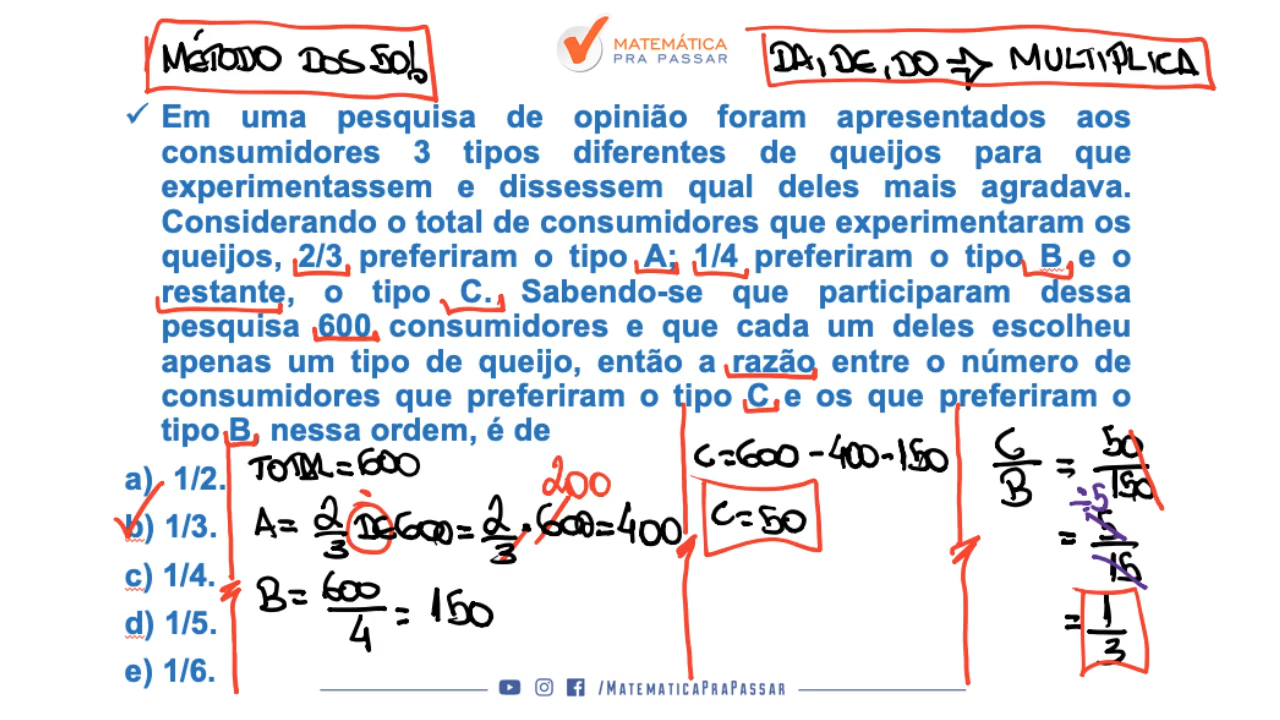 MÉTODO DOS 50%
MATEMÁTICA
PRA PASSAR
DA, DE, DO => MULTIPLICA
✓ Em uma pesquisa de opinião foram apresentados aos
consumidores 3 tipos diferentes de queijos para que
experimentassem e dissessem qual deles mais agradava.
Considerando o total de consumidores que experimentaram os
queijos, 2/3 preferiram o tipo A; 1/4 preferiram o tipo B e o
restante, o tipo C. Sabendo-se que participaram dessa
pesquisa 600 consumidores e que cada um deles escolheu
apenas um tipo de queijo, então a razão entre o número de
consumidores que preferiram o tipo C e os que preferiram o
tipo B, nessa ordem, é de
a) 1/2.
b) 1/3.
c) 1/4.
d) 1/5.
e) 1/6.
TOTAL = 600
200
A = 2/3 DE 600 = 2/3 · 600 = 400
B = 600/4 = 150
C = 600 - 400 - 150
C = 50
C/B = 50/150
÷5
= 5/15
= 1/3
/MATEMATICAPRAPASSAR